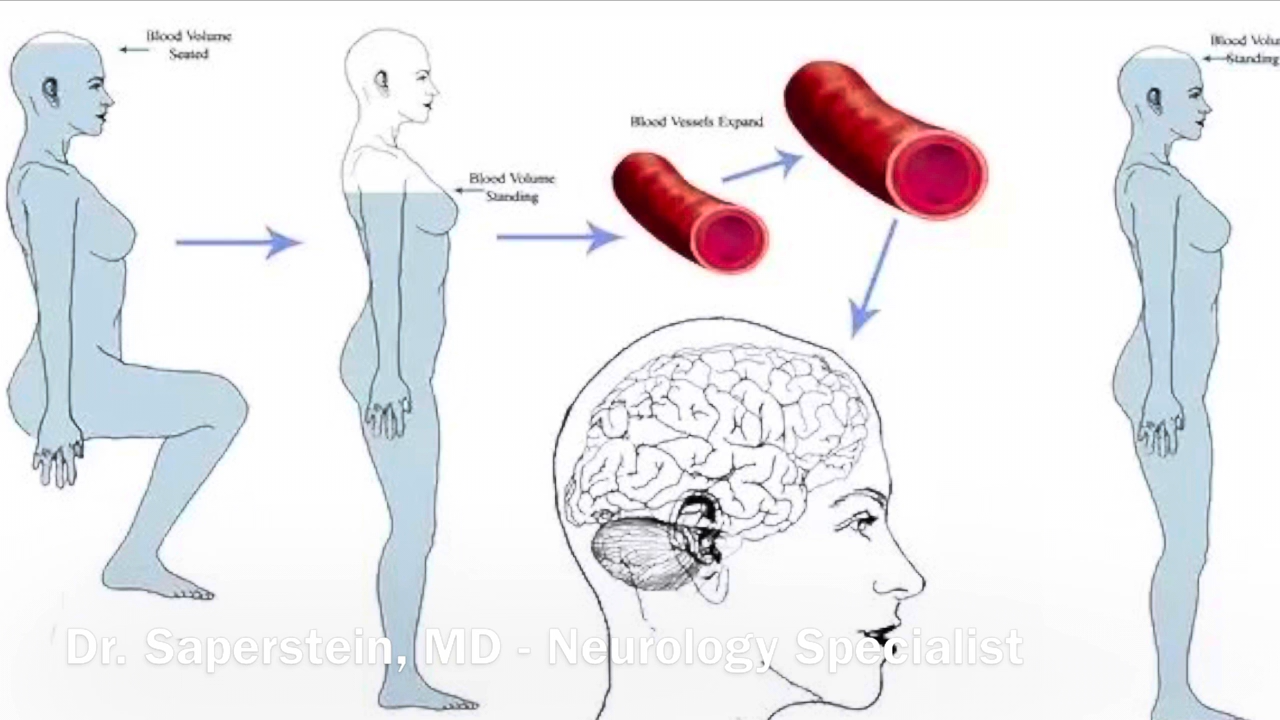 Blood Volume
Seated
Blood Volume
Standing
Blood Vessels Expand
Blood Volu
Standing
Dr. Saperstein, MD - Neurology Specialist